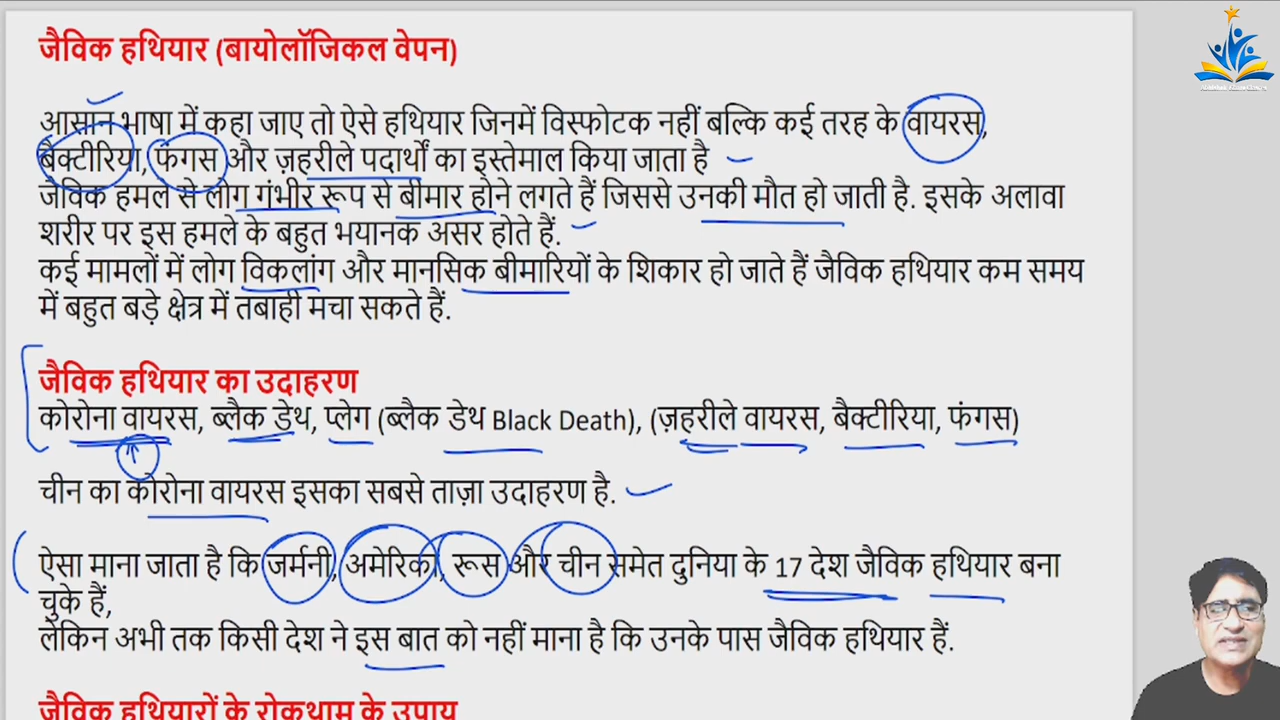 जैविक हथियार (बायोलॉजिकल वेपन)
आसान भाषा में कहा जाए तो ऐसे हथियार जिनमें विस्फोटक नहीं बल्कि कई तरह के वायरस,
बैक्टीरिया, फंगस और ज़हरीले पदार्थों का इस्तेमाल किया जाता है
जैविक हमले से लोग गंभीर रूप से बीमार होने लगते हैं जिससे उनकी मौत हो जाती है. इसके अलावा
शरीर पर इस हमले के बहुत भयानक असर होते हैं.
कई मामलों में लोग विकलांग और मानसिक बीमारियों के शिकार हो जाते हैं जैविक हथियार कम समय
में बहुत बड़े क्षेत्र में तबाही मचा सकते हैं.
जैविक हथियार का उदाहरण
कोरोना वायरस, ब्लैक डेथ, प्लेग (ब्लैक डेथ Black Death), (ज़हरीले वायरस, बैक्टीरिया, फंगस)
चीन का कोरोना वायरस इसका सबसे ताज़ा उदाहरण है.
ऐसा माना जाता है कि जर्मनी, अमेरिका, रूस और चीन समेत दुनिया के 17 देश जैविक हथियार बना
चुके हैं,
लेकिन अभी तक किसी देश ने इस बात को नहीं माना है कि उनके पास जैविक हथियार हैं.
जैविक हथियारों के रोकथाम के उपाय